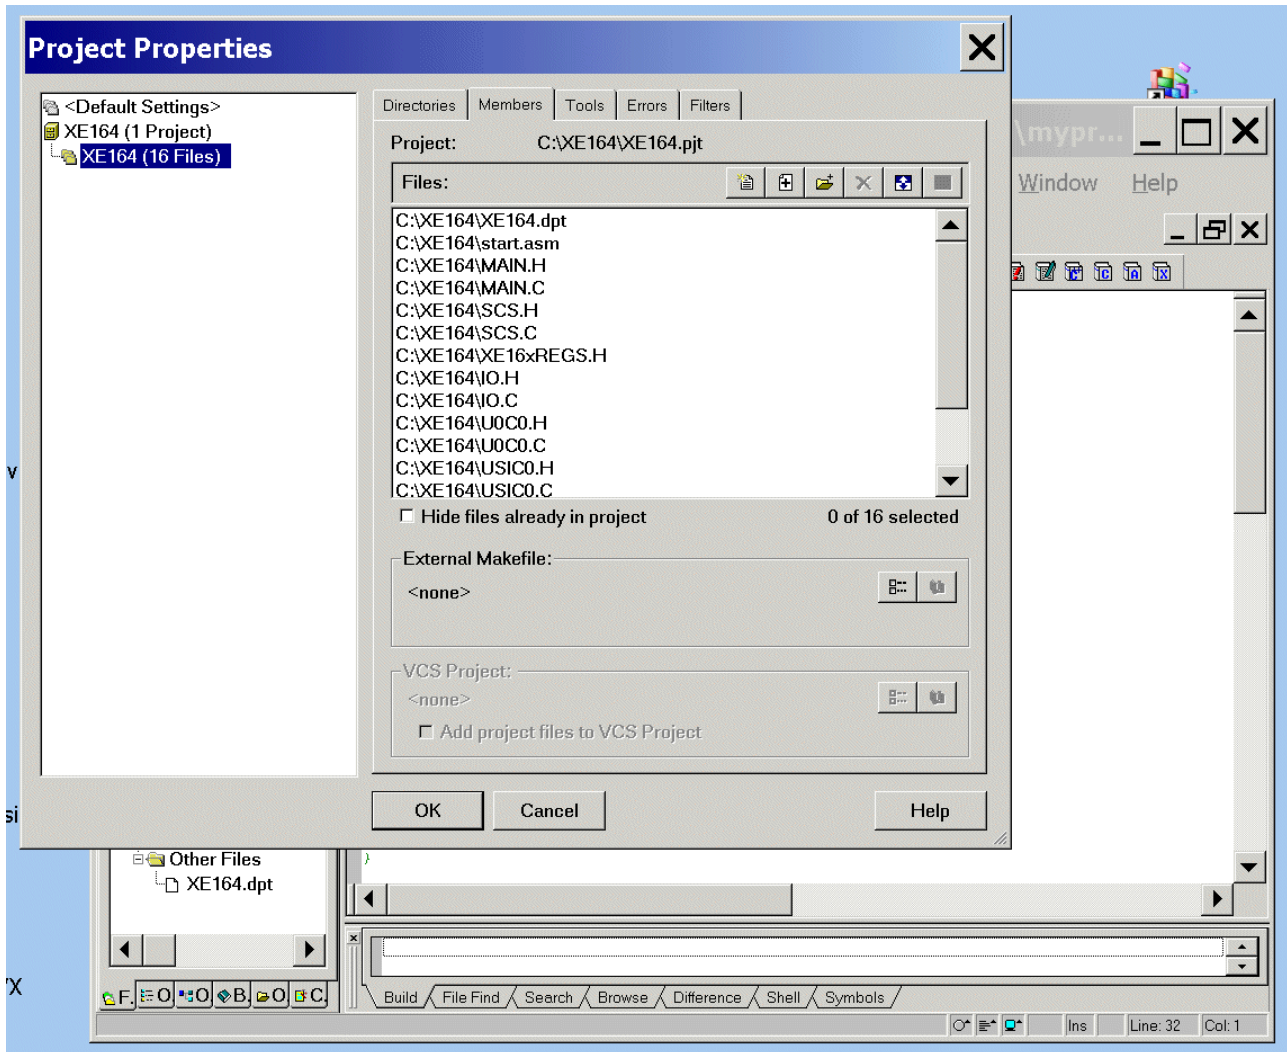 Project Properties
<Default Settings>
XE164 (1 Project)
XE164 (16 Files)
Directories Members Tools Errors Filters
Project: C:\XE164\XE164.pjt
Files:
C:\XE164\XE164.dpt
C:\XE164\start.asm
C:\XE164\MAIN.H
C:\XE164\MAIN.C
C:\XE164\SCS.H
C:\XE164\SCS.C
C:\XE164\XE16xREGS.H
C:\XE164\IO.H
C:\XE164\IO.C
C:\XE164\U0C0.H
C:\XE164\U0C0.C
C:\XE164\USIC0.H
C:\XE164\USIC0.C
Hide files already in project 0 of 16 selected
External Makefile:
<none>
VCS Project:
<none>
Add project files to VCS Project
OK Cancel Help
\mypr...
Window Help
v
si
Other Files
XE164.dpt
}
'X
F. O O B. O C.
Build File Find Search Browse Difference Shell Symbols
Ins Line: 32 Col: 1